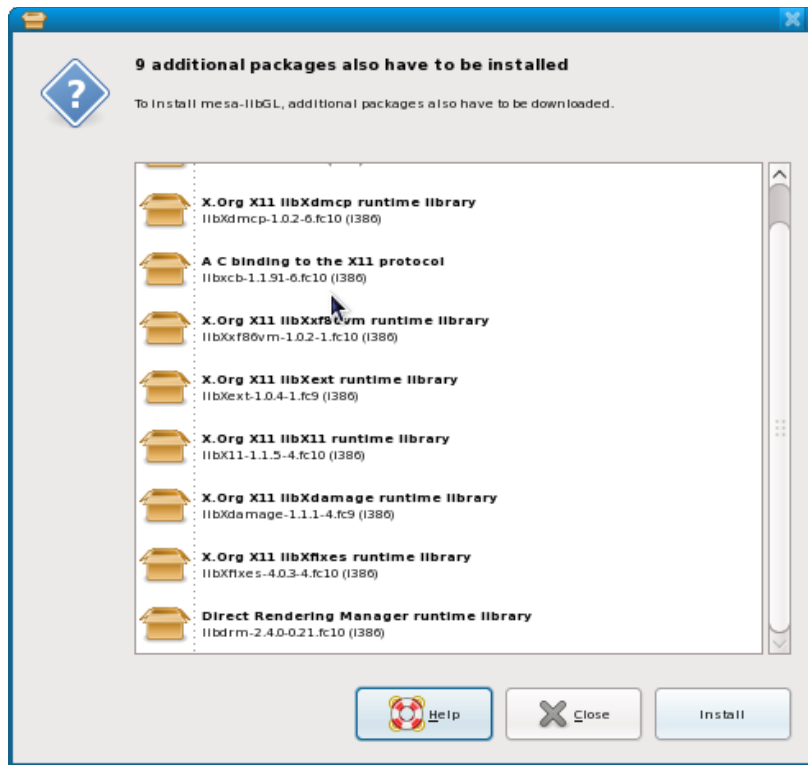 9 additional packages also have to be installed
To install mesa-libGL, additional packages also have to be downloaded.
X.Org X11 libXdmcp runtime library
libXdmcp-1.0.2-6.fc10 (i386)
A C binding to the X11 protocol
libxcb-1.1.91-6.fc10 (i386)
X.Org X11 libXxf86vm runtime library
libXxf86vm-1.0.2-1.fc10 (i386)
X.Org X11 libXext runtime library
libXext-1.0.4-1.fc9 (i386)
X.Org X11 libX11 runtime library
libX11-1.1.5-4.fc10 (i386)
X.Org X11 libXdamage runtime library
libXdamage-1.1.1-4.fc9 (i386)
X.Org X11 libXfixes runtime library
libXfixes-4.0.3-4.fc10 (i386)
Direct Rendering Manager runtime library
libdrm-2.4.0-0.21.fc10 (i386)
Help
Close
Install